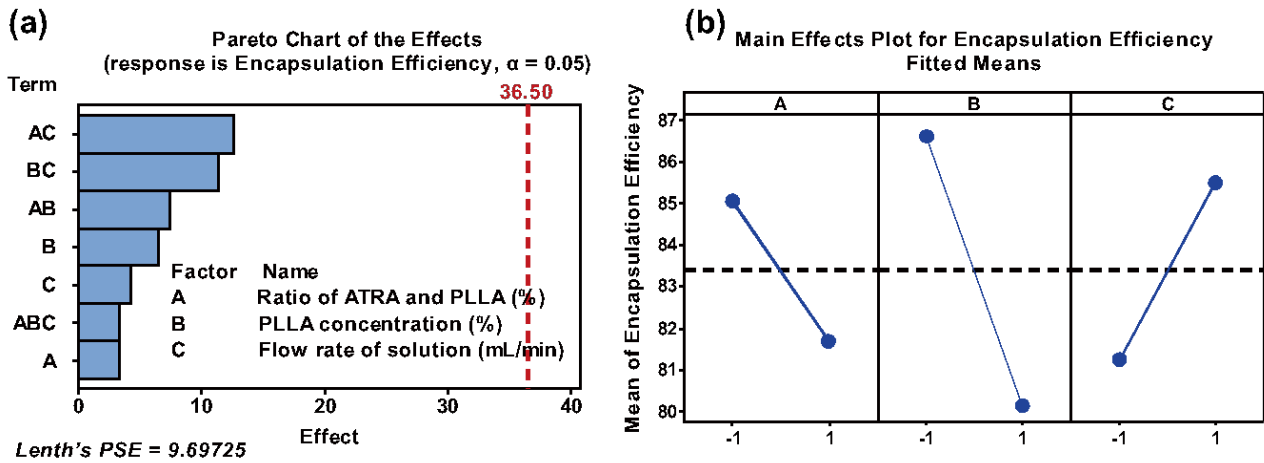 (a)
Pareto Chart of the Effects
(response is Encapsulation Efficiency, α = 0.05)
Term
36.50
AC
BC
AB
B
C
ABC
A
Factor Name
A Ratio of ATRA and PLLA (%)
B PLLA concentration (%)
C Flow rate of solution (mL/min)
0 10 20 30 40
Effect
Lenth's PSE = 9.69725
(b)
Main Effects Plot for Encapsulation Efficiency
Fitted Means
A B C
Mean of Encapsulation Efficiency
87
86
85
84
83
82
81
80
-1 1 -1 1 -1 1